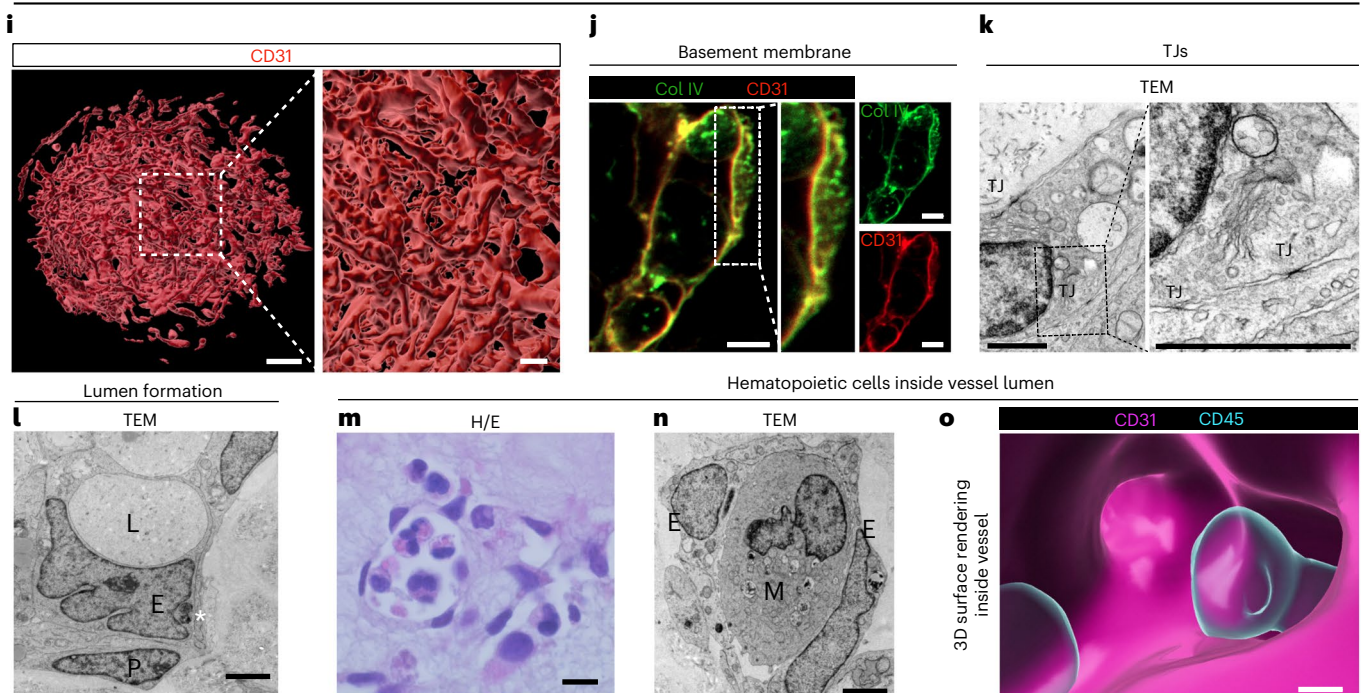 i
CD31
j
Basement membrane
Col IV CD31
Col IV
CD31
k
TJs
TEM
TJ
TJ
TJ
TJ
Lumen formation
l
TEM
L
E
*
P
Hematopoietic cells inside vessel lumen
m
H/E
n
TEM
E
E
M
o
CD31 CD45
3D surface rendering
inside vessel